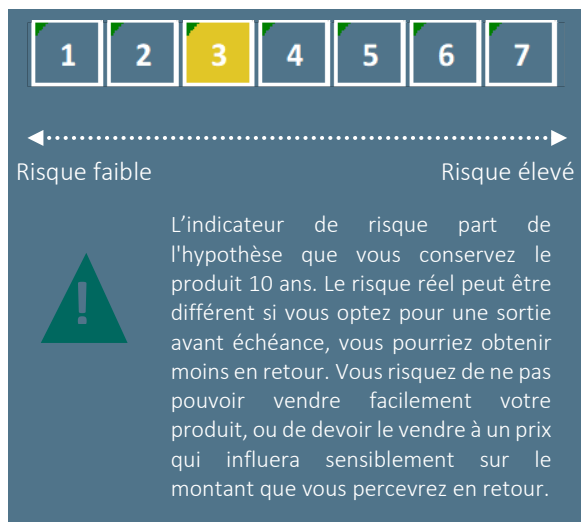 1 2 3 4 5 6 7
Risque faible Risque élevé
L’indicateur de risque part de
l'hypothèse que vous conservez le
produit 10 ans. Le risque réel peut être
différent si vous optez pour une sortie
avant échéance, vous pourriez obtenir
moins en retour. Vous risquez de ne pas
pouvoir vendre facilement votre
produit, ou de devoir le vendre à un prix
qui influera sensiblement sur le
montant que vous percevrez en retour.
!